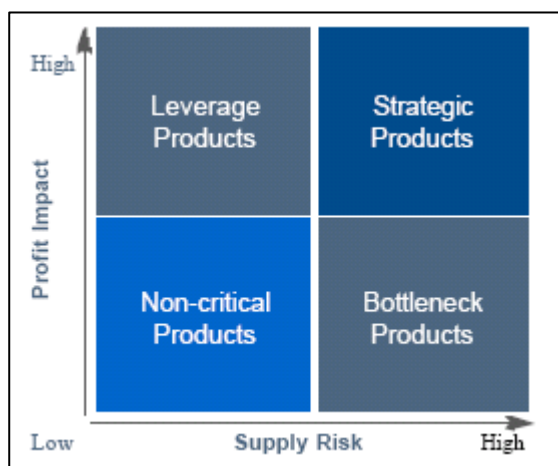 High
Leverage
Products
Strategic
Products
Profit Impact
Non-critical
Products
Bottleneck
Products
Low
Supply Risk
High